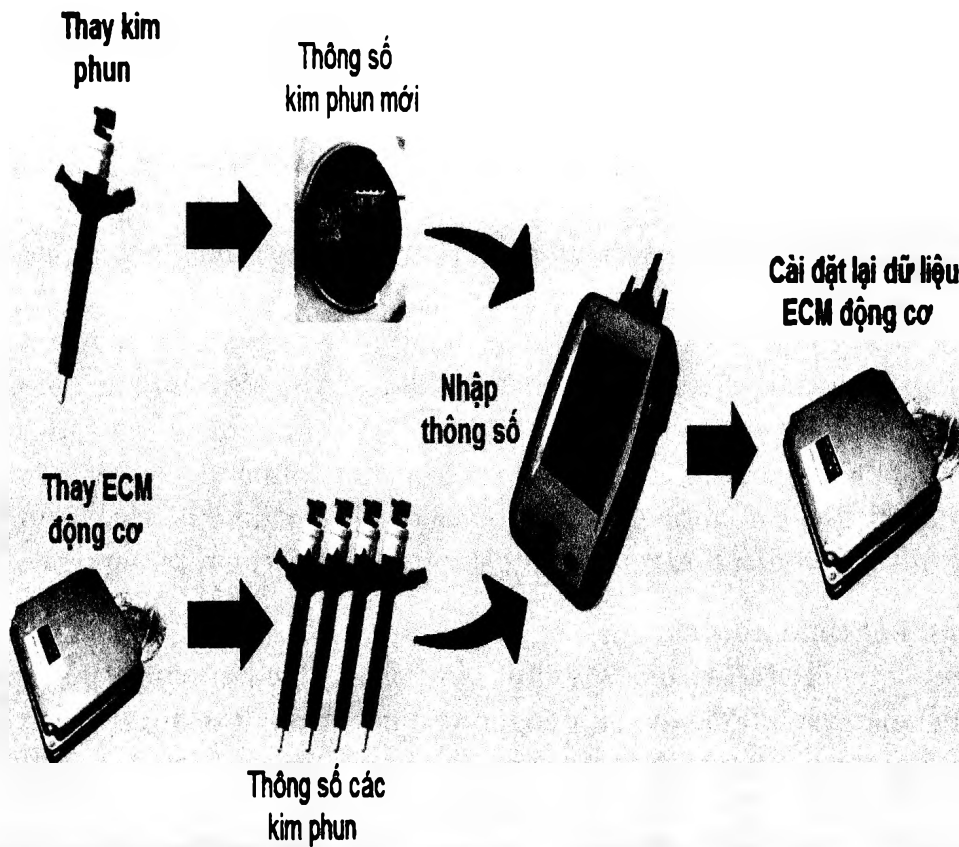 Thay kim
phun
Thông số
kim phun mới
Cài đặt lại dữ liệu
ECM động cơ
Nhập
thông số
Thay ECM
động cơ
Thông số các
kim phun